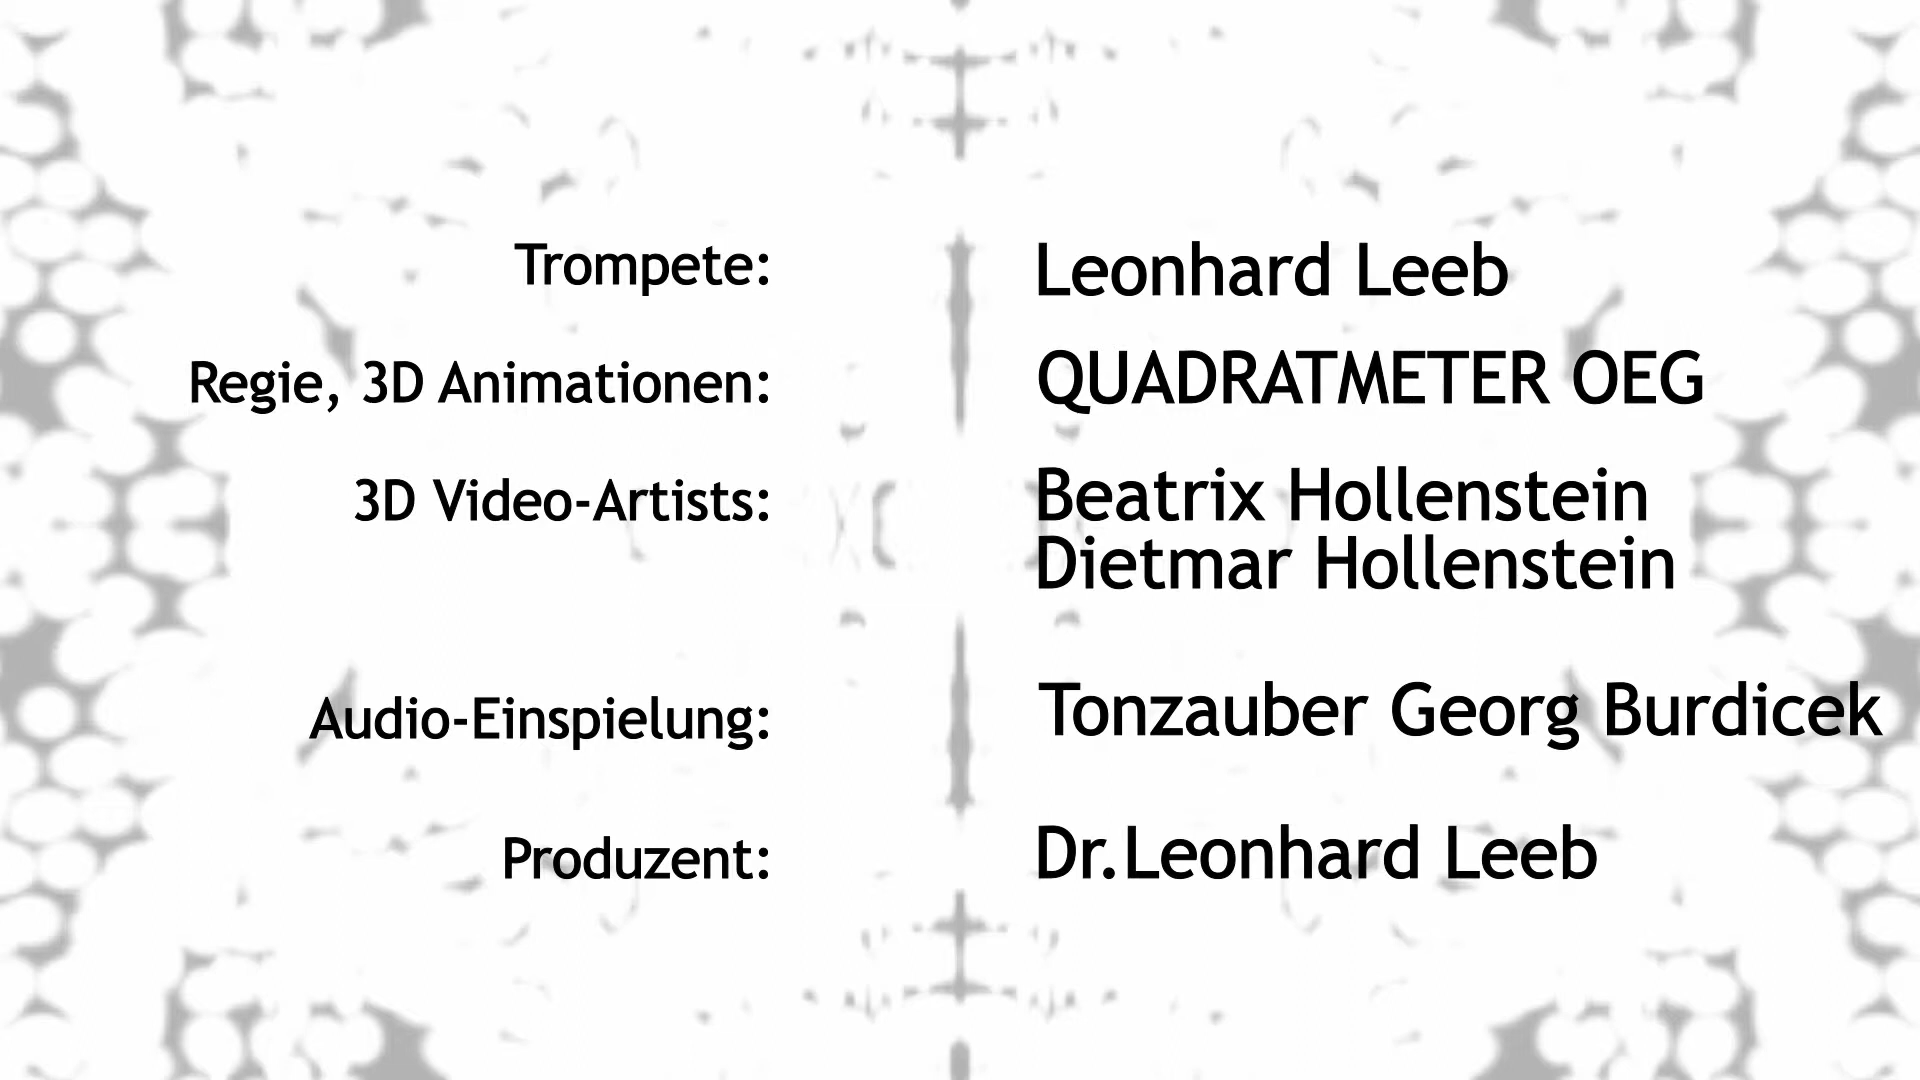 Trompete: Leonhard Leeb
Regie, 3D Animationen: QUADRATMETER OEG
3D Video-Artists: Beatrix Hollenstein
Dietmar Hollenstein
Audio-Einspielung: Tonzauber Georg Burdicek
Produzent: Dr.Leonhard Leeb